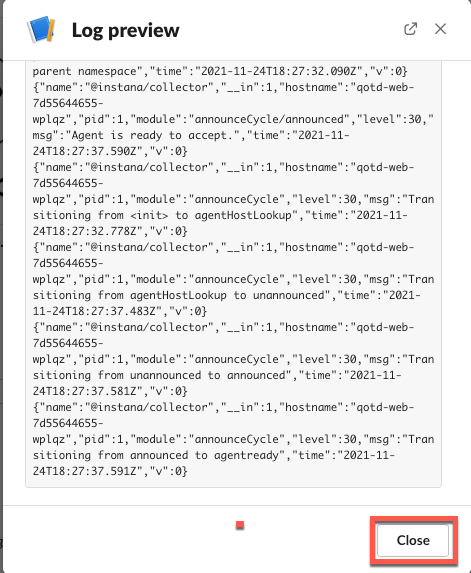 Log preview
parent namespace","time":"2021-11-24T18:27:32.090Z","v":0}
{"name":"@instana/collector","__in":1,"hostname":"qotd-web-
7d55644655-
wplqz","pid":1,"module":"announceCycle/announced","level":30,"
msg":"Agent is ready to accept.","time":"2021-11-
24T18:27:37.590Z","v":0}
{"name":"@instana/collector","__in":1,"hostname":"qotd-web-
7d55644655-
wplqz","pid":1,"module":"announceCycle","level":30,"msg":"Tran
sitioning from <init> to agentHostLookup","time":"2021-11-
24T18:27:32.778Z","v":0}
{"name":"@instana/collector","__in":1,"hostname":"qotd-web-
7d55644655-
wplqz","pid":1,"module":"announceCycle","level":30,"msg":"Tran
sitioning from agentHostLookup to unannounced","time":"2021-
11-24T18:27:37.483Z","v":0}
{"name":"@instana/collector","__in":1,"hostname":"qotd-web-
7d55644655-
wplqz","pid":1,"module":"announceCycle","level":30,"msg":"Tran
sitioning from unannounced to announced","time":"2021-11-
24T18:27:37.581Z","v":0}
{"name":"@instana/collector","__in":1,"hostname":"qotd-web-
7d55644655-
wplqz","pid":1,"module":"announceCycle","level":30,"msg":"Tran
sitioning from announced to agentready","time":"2021-11-
24T18:27:37.591Z","v":0}
Close